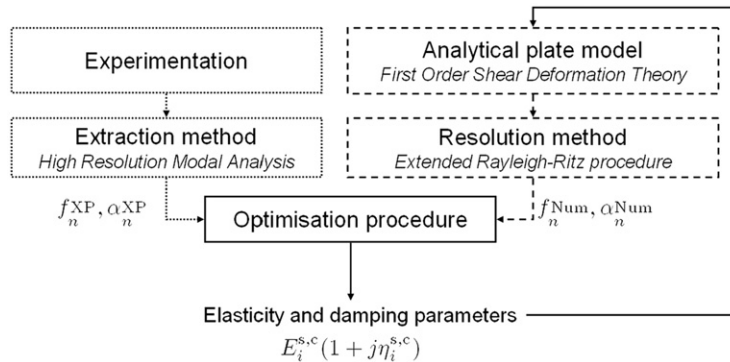 Experimentation
Analytical plate model
First Order Shear Deformation Theory
Extraction method
High Resolution Modal Analysis
Resolution method
Extended Rayleigh-Ritz procedure
f_n^XP, α_n^XP
Optimisation procedure
f_n^Num, α_n^Num
Elasticity and damping parameters
E_i^s,c(1 + jη_i^s,c)